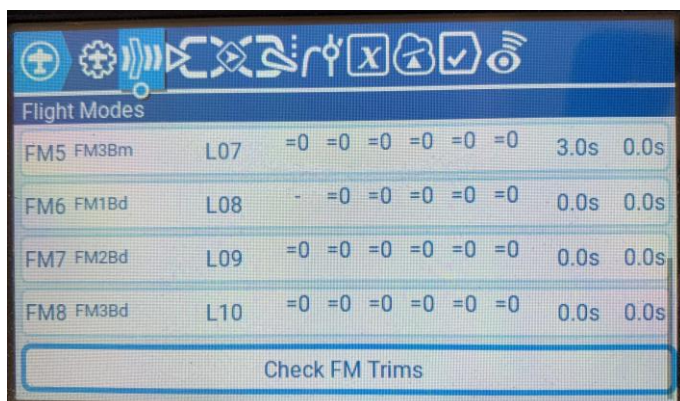 Flight Modes
FM5 FM3Bm L07 =0 =0 =0 =0 =0 =0 3.0s 0.0s
FM6 FM1Bd L08 - =0 =0 =0 =0 =0 0.0s 0.0s
FM7 FM2Bd L09 =0 =0 =0 =0 =0 =0 0.0s 0.0s
FM8 FM3Bd L10 =0 =0 =0 =0 =0 =0 0.0s 0.0s
Check FM Trims